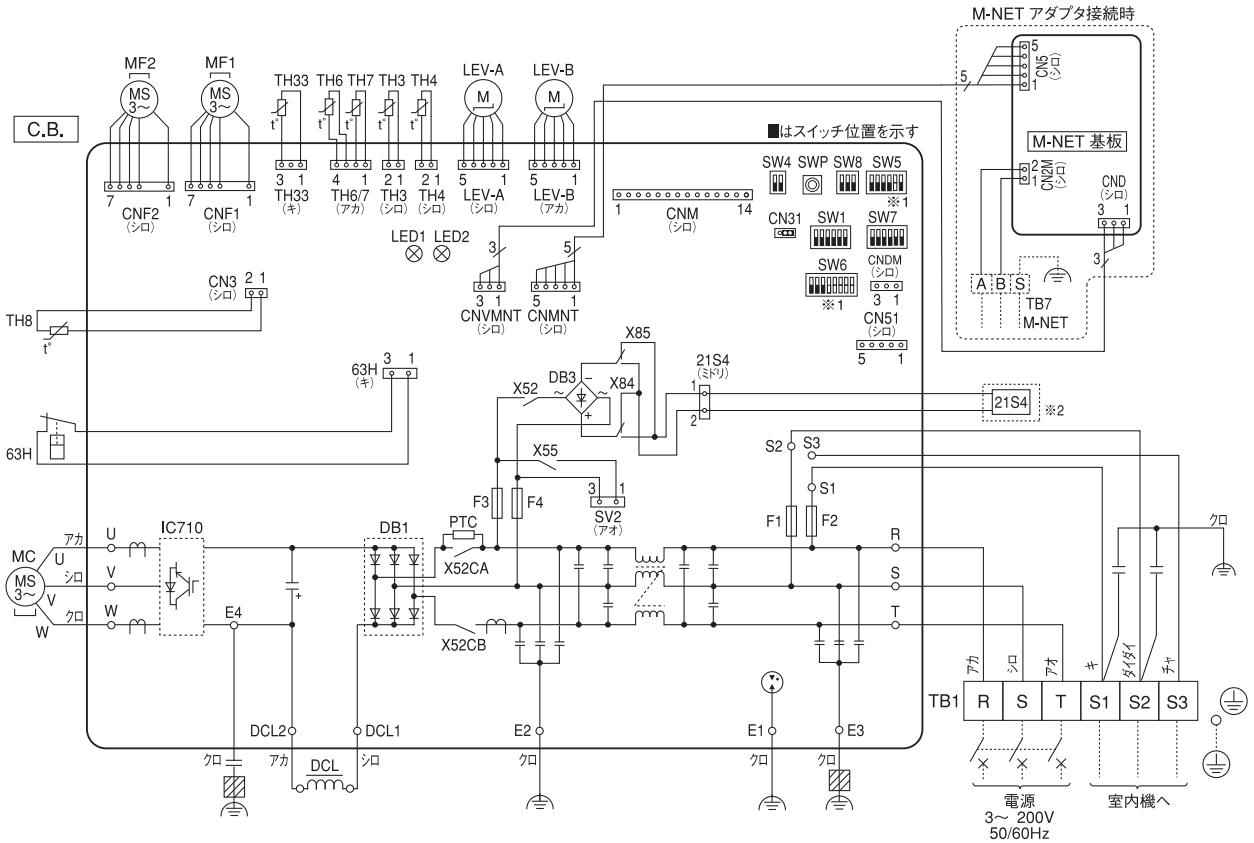 M-NET アダプタ接続時
MF2
MF1
MS
3～
MS
3～
TH33
TH6 TH7
TH3
TH4
t°
t°
t°
t°
LEV-A
LEV-B
M
M
C.B.
■はスイッチ位置を示す
7 1
CNF2
(シロ)
7 1
CNF1
(シロ)
3 1
TH33
(キ)
4 1
TH6/7
(アカ)
2 1
TH3
(シロ)
2 1
TH4
(シロ)
5 1
LEV-A
(シロ)
5 1
LEV-B
(アカ)
1 14
CNM
(シロ)
SW4
SWP
SW8
SW5
※1
CN31
SW1
SW7
SW6
※1
CNDM
(シロ)
3 1
CN51
(シロ)
5 1
LED1
LED2
3
5
3 1
CNVMNT
(シロ)
5 1
CNMNT
(シロ)
5
5
1
CN5
(シロ)
M-NET 基板
2
1
CN2M
(シロ)
CND
(シロ)
3 1
3
A B S
TB7
M-NET
CN3
(シロ)
2 1
TH8
t°
63H
(キ)
3 1
63H
X52
DB3
～ ～
−
+
X85
X84
21S4
(ミドリ)
1
2
21S4
※2
X55
F3
F4
3 1
SV2
(アオ)
S2
S3
S1
F1
F2
クロ
MC
MS
3～
アカ
U
U
シロ
V
V
クロ
W
W
IC710
+
E4
DB1
PTC
X52CA
X52CB
R
S
T
DCL2
DCL1
アカ
DCL
シロ
クロ
E2
クロ
E1
クロ
E3
クロ
アカ
シロ
アオ
キ
ダイダイ
チャ
TB1
R S T S1 S2 S3
電源
3～ 200V
50/60Hz
室内機へ